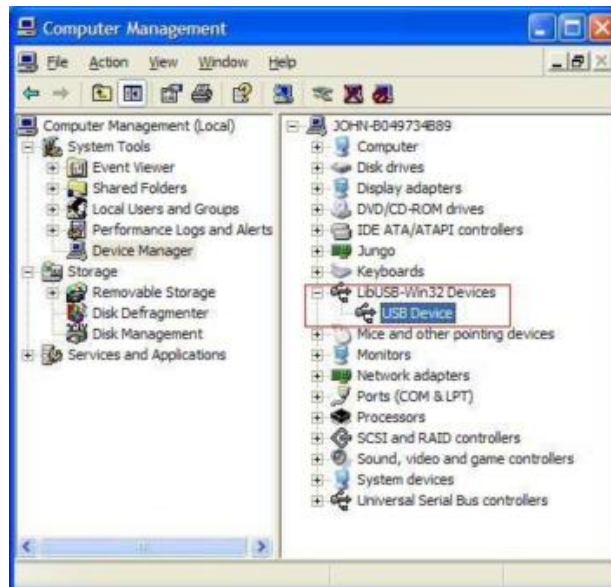 Computer Management
File Action View Window Help
Computer Management (Local)
System Tools
Event Viewer
Shared Folders
Local Users and Groups
Performance Logs and Alerts
Device Manager
Storage
Removable Storage
Disk Defragmenter
Disk Management
Services and Applications
JOHN-B049734B89
Computer
Disk drives
Display adapters
DVD/CD-ROM drives
IDE ATA/ATAPI controllers
Jungo
Keyboards
LibUSB-Win32 Devices
USB Device
Mice and other pointing devices
Monitors
Network adapters
Ports (COM & LPT)
Processors
SCSI and RAID controllers
Sound, video and game controllers
System devices
Universal Serial Bus controllers